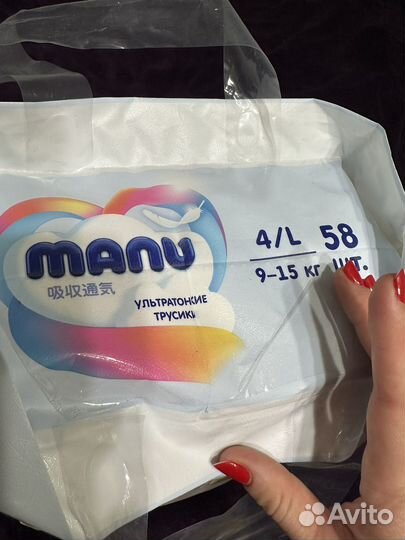 manu
吸収通気
УЛЬТРАТОНКИЕ
ТРУСИКИ
4/L 58
9-15 кг ШТ.
Avito